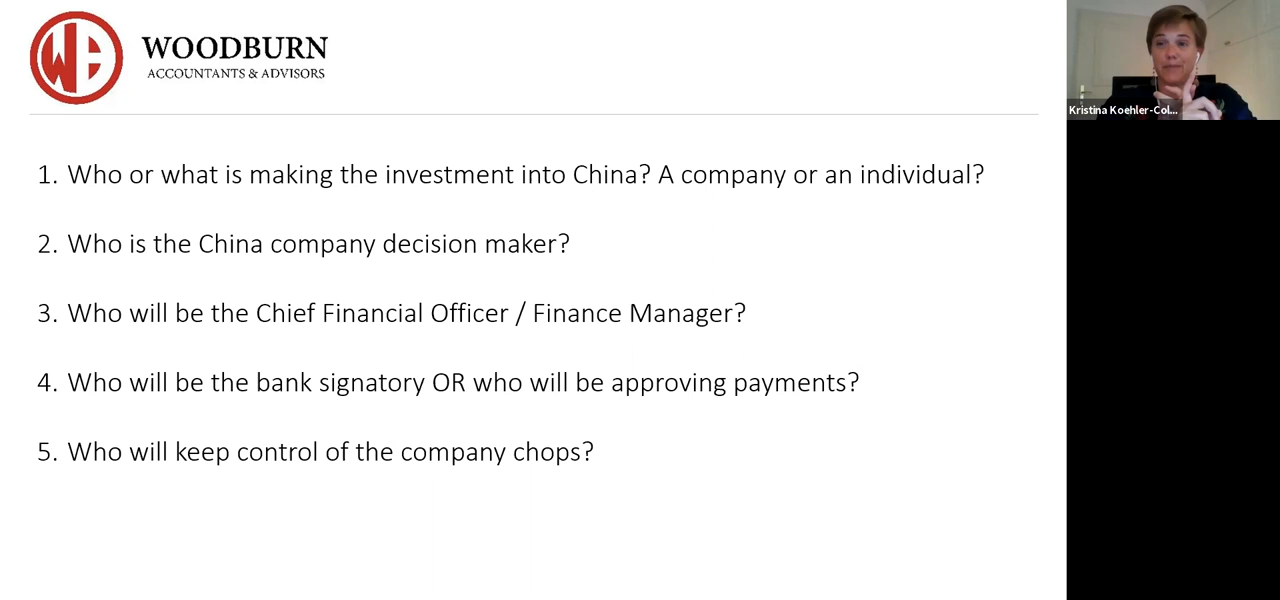 WB
WOODBURN
ACCOUNTANTS & ADVISORS
Kristina Koehler-Col...
1. Who or what is making the investment into China? A company or an individual?
2. Who is the China company decision maker?
3. Who will be the Chief Financial Officer / Finance Manager?
4. Who will be the bank signatory OR who will be approving payments?
5. Who will keep control of the company chops?